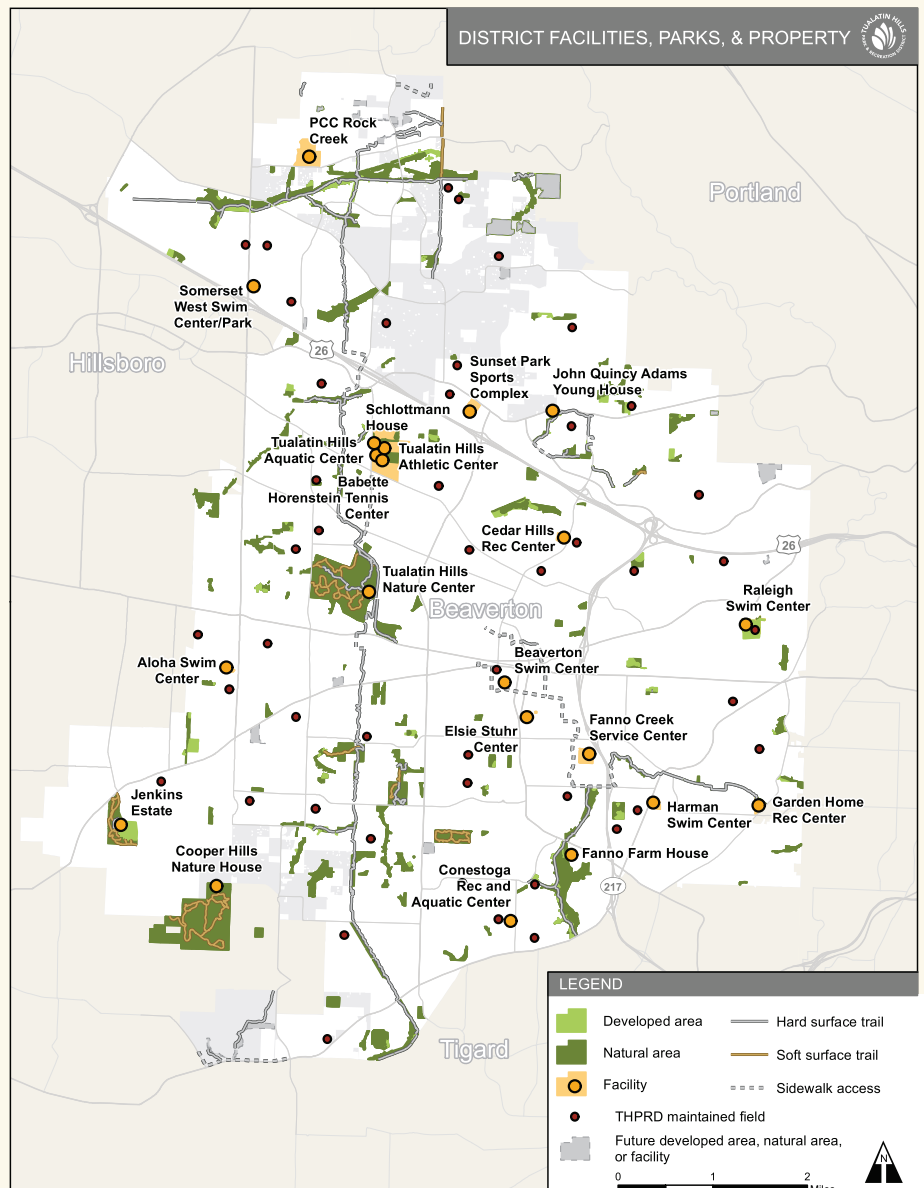 DISTRICT FACILITIES, PARKS, & PROPERTY
TUALATIN HILLS
PARK & RECREATION DISTRICT
PCC Rock
Creek
Portland
Somerset
West Swim
Center/Park
Hillsboro
26
Sunset Park
Sports
Complex
John Quincy Adams
Young House
Schlottmann
House
Tualatin Hills
Aquatic Center
Tualatin Hills
Athletic Center
Babette
Horenstein Tennis
Center
Cedar Hills
Rec Center
26
Tualatin Hills
Nature Center
Beaverton
Raleigh
Swim Center
Aloha Swim
Center
Beaverton
Swim Center
Elsie Stuhr
Center
Fanno Creek
Service Center
Jenkins
Estate
Harman
Swim Center
Garden Home
Rec Center
Cooper Hills
Nature House
Fanno Farm House
Conestoga
Rec and
Aquatic Center
217
Tigard
LEGEND
Developed area
Natural area
Facility
THPRD maintained field
Future developed area, natural area,
or facility
Hard surface trail
Soft surface trail
Sidewalk access
N
0 1 2
Miles